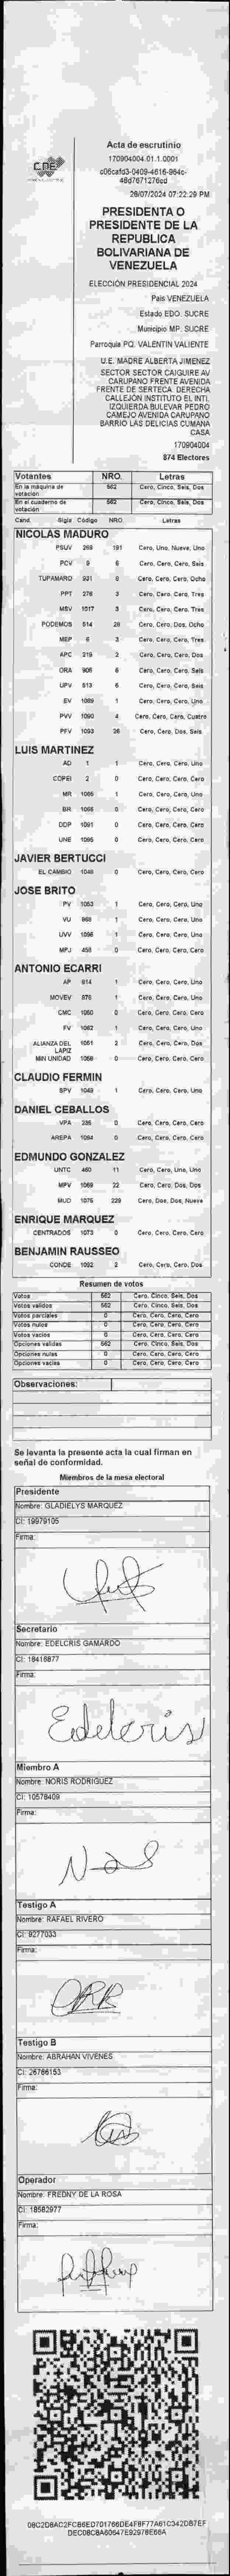 CNE
Acta de escrutinio
170904004.01.1.0001
28/07/2024 07:22:29 PM
PRESIDENTA O
PRESIDENTE DE LA
REPUBLICA
BOLIVARIANA DE
VENEZUELA
ELECCIÓN PRESIDENCIAL 2024
País VENEZUELA
Estado EDO. SUCRE
Municipio MP. SUCRE
Parroquia PQ. VALENTIN VALIENTE
U.E. MADRE ALBERTA JIMENEZ
SECTOR SECTOR CAIGUIRE AV
CARUPANO FRENTE AVENIDA
FRENTE DE SERTECA. DERECHA
CALLEJÓN INSTITUTO EL INTI.
IZQUIERDA BULEVAR PEDRO
CAMEJO AVENIDA CARUPANO
BARRIO LAS DELICIAS CUMANA
CASA
170904004
874 Electores
Votantes NRO. Letras
En la máquina de votación 562 Cero, Cinco, Seis, Dos
En el cuaderno de votación 562 Cero, Cinco, Seis, Dos
Cand. Sigla Código NRO. Letras
NICOLAS MADURO
PSUV 268 191 Cero, Uno, Nueve, Uno
PCV 9 6 Cero, Cero, Cero, Seis
TUPAMARO 931 8 Cero, Cero, Cero, Ocho
PPT 276 3 Cero, Cero, Cero, Tres
MSV 1017 3 Cero, Cero, Cero, Tres
PODEMOS 514 28 Cero, Cero, Dos, Ocho
MEP 6 3 Cero, Cero, Cero, Tres
APC 219 2 Cero, Cero, Cero, Dos
ORA 906 6 Cero, Cero, Cero, Seis
UPV 513 6 Cero, Cero, Cero, Seis
EV 1089 1 Cero, Cero, Cero, Uno
PVV 1090 4 Cero, Cero, Cero, Cuatro
PFV 1093 26 Cero, Cero, Dos, Seis
LUIS MARTINEZ
AD 1 1 Cero, Cero, Cero, Uno
COPEI 2 0 Cero, Cero, Cero, Cero
MR 1065 1 Cero, Cero, Cero, Uno
BR 1066 0 Cero, Cero, Cero, Cero
DDP 1091 0 Cero, Cero, Cero, Cero
UNE 1095 0 Cero, Cero, Cero, Cero
JAVIER BERTUCCI
EL CAMBIO 1048 0 Cero, Cero, Cero, Cero
JOSE BRITO
PV 1053 1 Cero, Cero, Cero, Uno
VU 968 1 Cero, Cero, Cero, Uno
UVV 1096 1 Cero, Cero, Cero, Uno
MPJ 458 0 Cero, Cero, Cero, Cero
ANTONIO ECARRI
AP 914 1 Cero, Cero, Cero, Uno
MOVEV 976 1 Cero, Cero, Cero, Uno
CMC 1050 0 Cero, Cero, Cero, Cero
FV 1062 1 Cero, Cero, Cero, Uno
ALIANZA DEL LAPIZ 1051 2 Cero, Cero, Cero, Dos
MIN UNIDAD 1058 0 Cero, Cero, Cero, Cero
CLAUDIO FERMIN
SPV 1043 1 Cero, Cero, Cero, Uno
DANIEL CEBALLOS
VPA 235 0 Cero, Cero, Cero, Cero
AREPA 1094 0 Cero, Cero, Cero, Cero
EDMUNDO GONZALEZ
UNTC 460 11 Cero, Cero, Uno, Uno
MPV 1069 22 Cero, Cero, Dos, Dos
MUD 1075 229 Cero, Dos, Dos, Nueve
ENRIQUE MARQUEZ
CENTRADOS 1073 0 Cero, Cero, Cero, Cero
BENJAMIN RAUSSEO
CONDE 1092 2 Cero, Cero, Cero, Dos
Resumen de votos
Votos 562 Cero, Cinco, Seis, Dos
Votos válidos 562 Cero, Cinco, Seis, Dos
Votos parciales 0 Cero, Cero, Cero, Cero
Votos nulos 0 Cero, Cero, Cero, Cero
Votos vacíos 0 Cero, Cero, Cero, Cero
Opciones válidas 562 Cero, Cinco, Seis, Dos
Opciones nulas 0 Cero, Cero, Cero, Cero
Opciones vacías 0 Cero, Cero, Cero, Cero
Observaciones:
Se levanta la presente acta la cual firman en
señal de conformidad.
Miembros de la mesa electoral
Presidente
Nombre: GLADIELYS MARQUEZ
CI: 19979105
Firma:
Secretario
Nombre: EDELCRIS GAMARDO
CI: 18416877
Firma:
Edelcris
Miembro A
Nombre: NORIS RODRIGUEZ
CI: 10578409
Firma:
Testigo A
Nombre: RAFAEL RIVERO
CI: 9277033
Firma:
Testigo B
Nombre: ABRAHAN VIVENES
CI: 26786153
Firma:
Operador
Nombre: FREDNY DE LA ROSA
CI: 18582977
Firma: